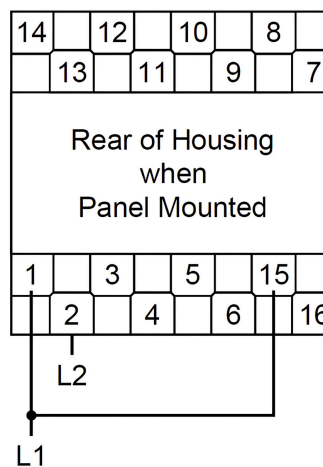 14 12 10 8
13 11 9 7
Rear of Housing
when
Panel Mounted
1 3 5 15
2 4 6 16
L2
L1